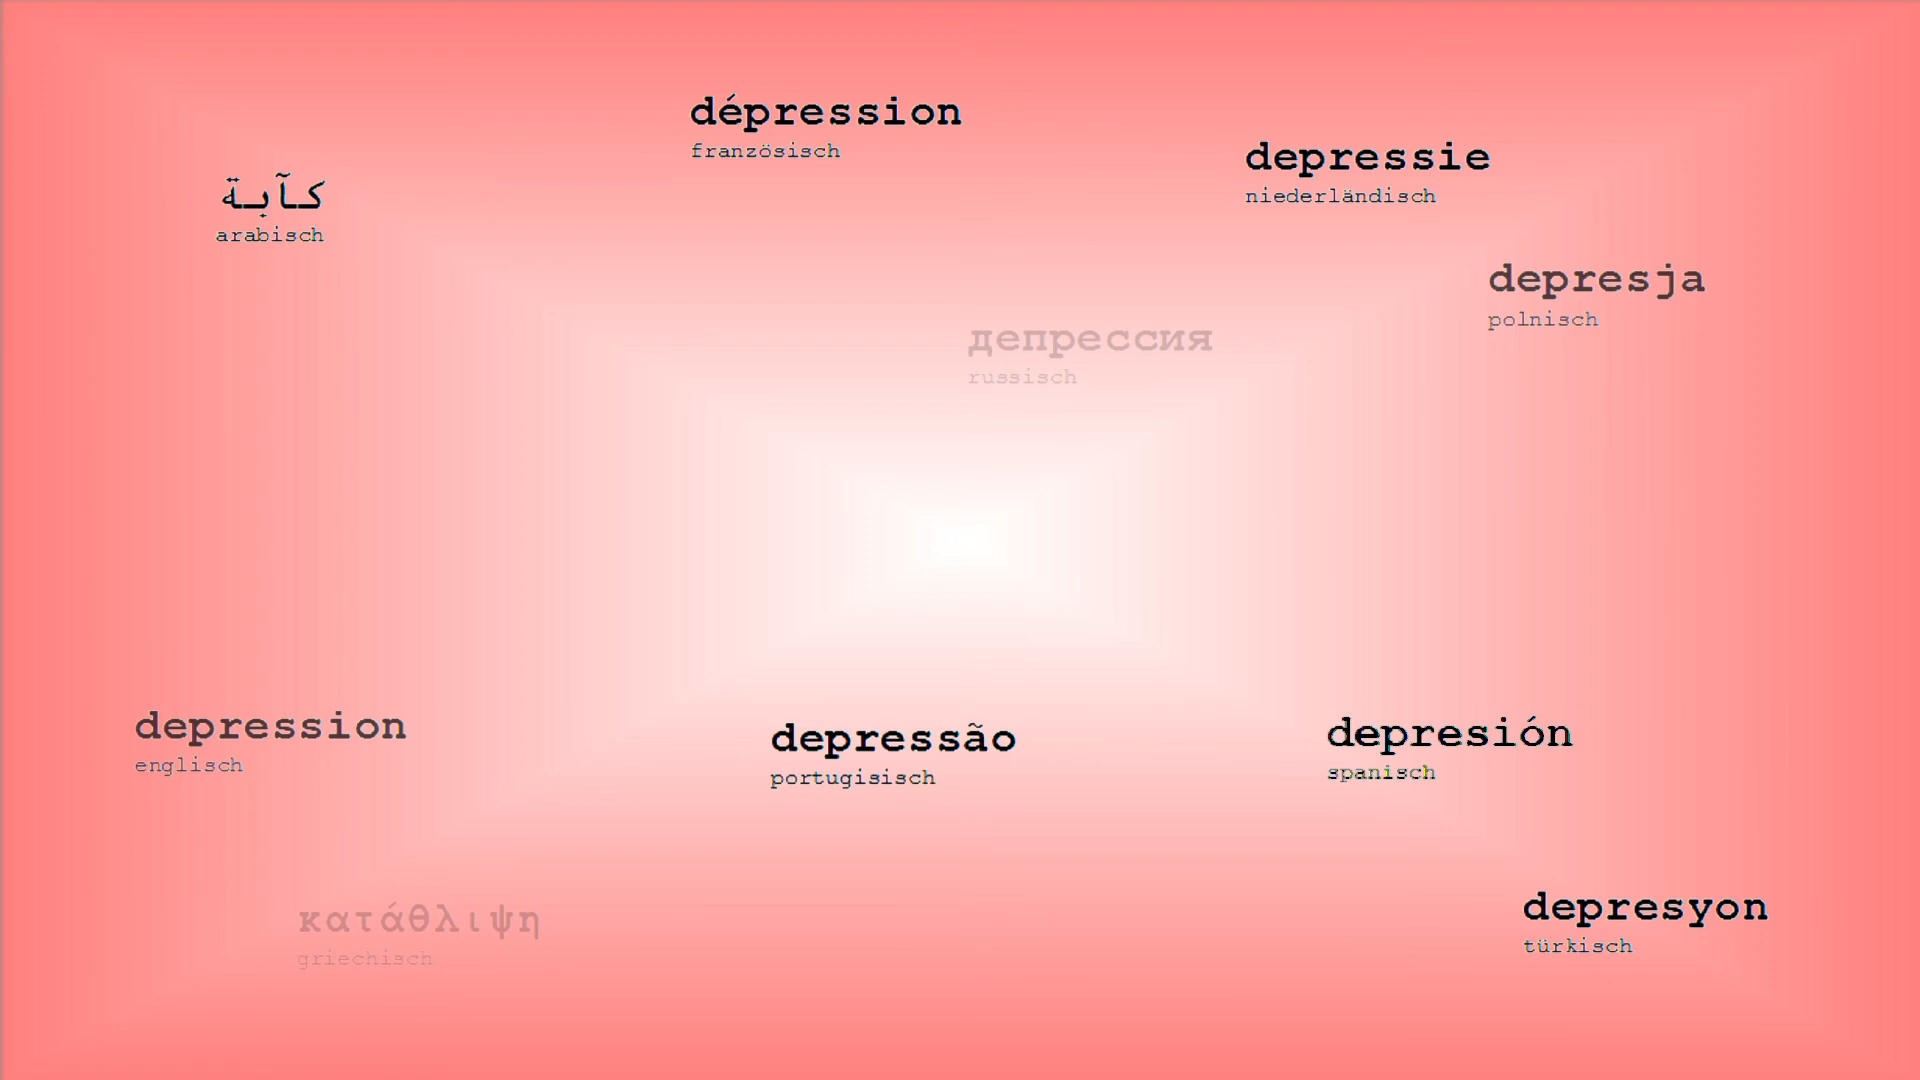 dépression
französisch
depressie
niederländisch
كآبة
arabisch
depresja
polnisch
депрессия
russisch
depression
englisch
depressão
portugisisch
depresión
spanisch
κατάθλιψη
griechisch
depresyon
türkisch